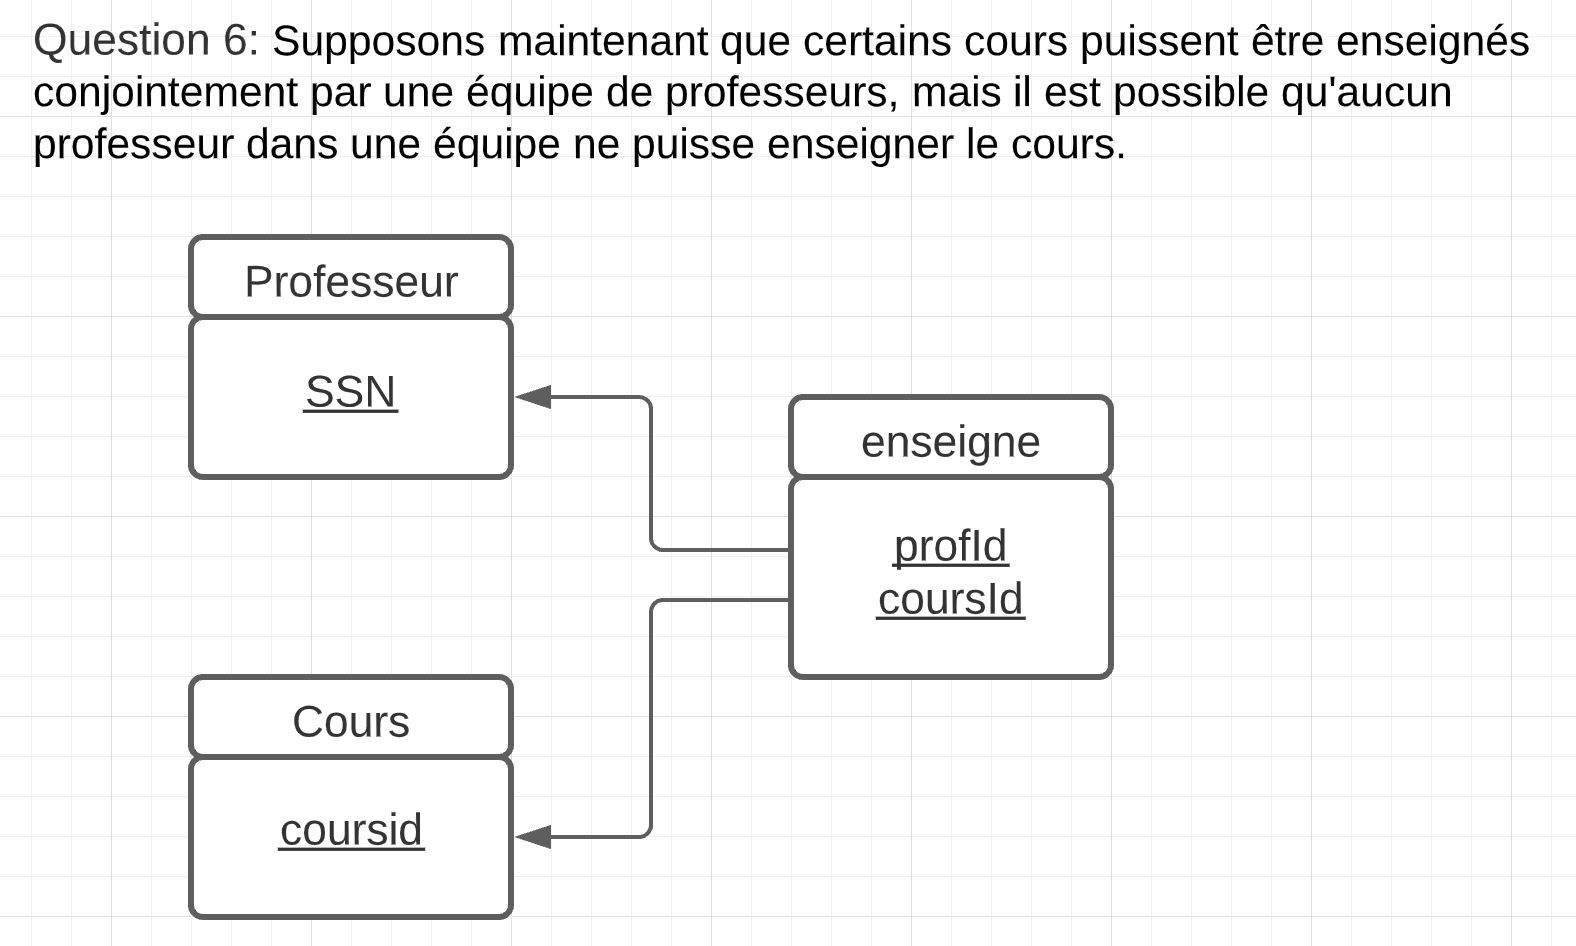 Question 6: Supposons maintenant que certains cours puissent être enseignés
conjointement par une équipe de professeurs, mais il est possible qu'aucun
professeur dans une équipe ne puisse enseigner le cours.
Professeur
SSN
enseigne
profId
coursId
Cours
coursid